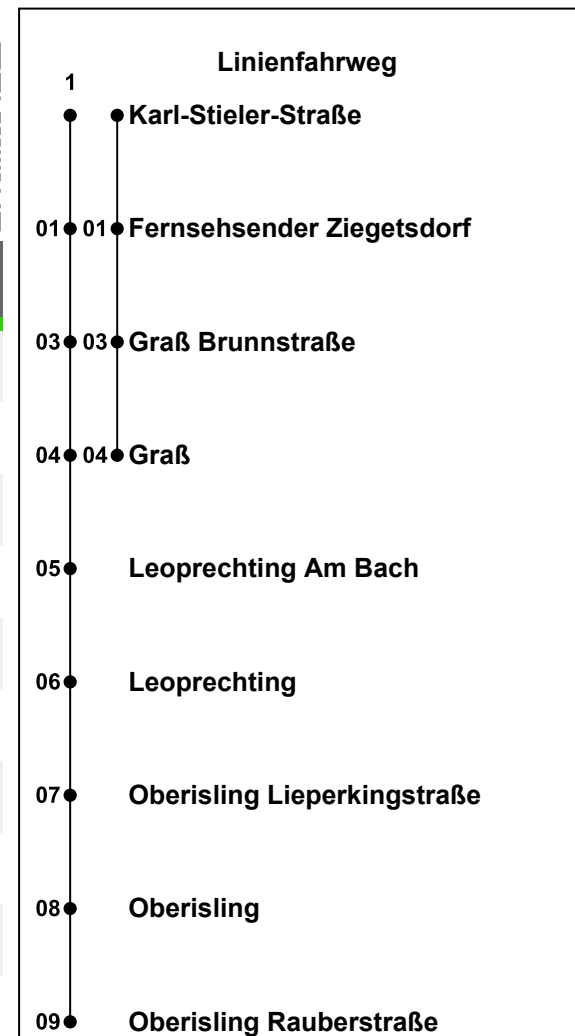 Linienfahrweg
1
Karl-Stieler-Straße
01 01 Fernsehsender Ziegetsdorf
03 03 Graß Brunnstraße
04 04 Graß
05 Leoprechting Am Bach
06 Leoprechting
07 Oberisling Lieperkingstraße
08 Oberisling
09 Oberisling Rauberstraße